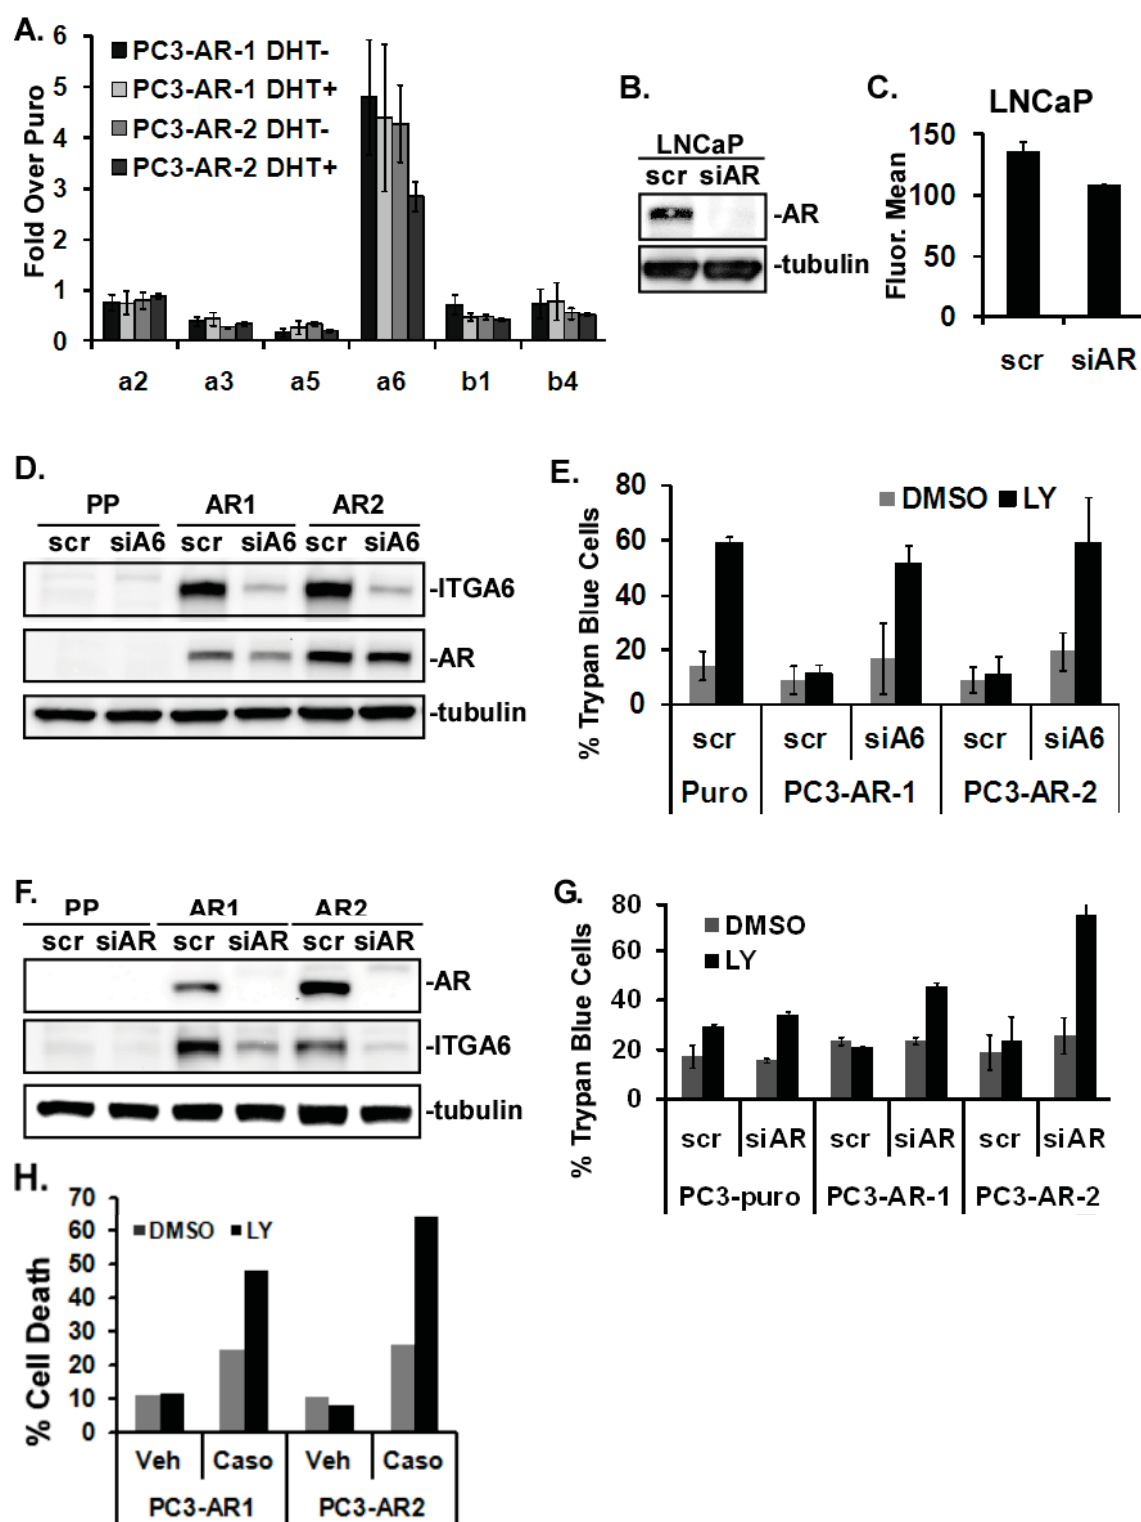 A.
6
5
4
3
2
1
0
Fold Over Puro
PC3-AR-1 DHT-
PC3-AR-1 DHT+
PC3-AR-2 DHT-
PC3-AR-2 DHT+
a2 a3 a5 a6 b1 b4
B.
LNCaP
scr siAR
-AR
-tubulin
C.
LNCaP
150
100
50
0
Fluor. Mean
scr siAR
D.
PP AR1 AR2
scr siA6 scr siA6 scr siA6
-ITGA6
-AR
-tubulin
E.
80
60
40
20
0
% Trypan Blue Cells
DMSO LY
scr scr siA6 scr siA6
Puro PC3-AR-1 PC3-AR-2
F.
PP AR1 AR2
scr siAR scr siAR scr siAR
-AR
-ITGA6
-tubulin
G.
80
60
40
20
0
% Trypan Blue Cells
DMSO
LY
scr siAR scr siAR scr siAR
PC3-puro PC3-AR-1 PC3-AR-2
H.
70
60
50
40
30
20
10
0
% Cell Death
DMSO LY
Veh Caso Veh Caso
PC3-AR1 PC3-AR2